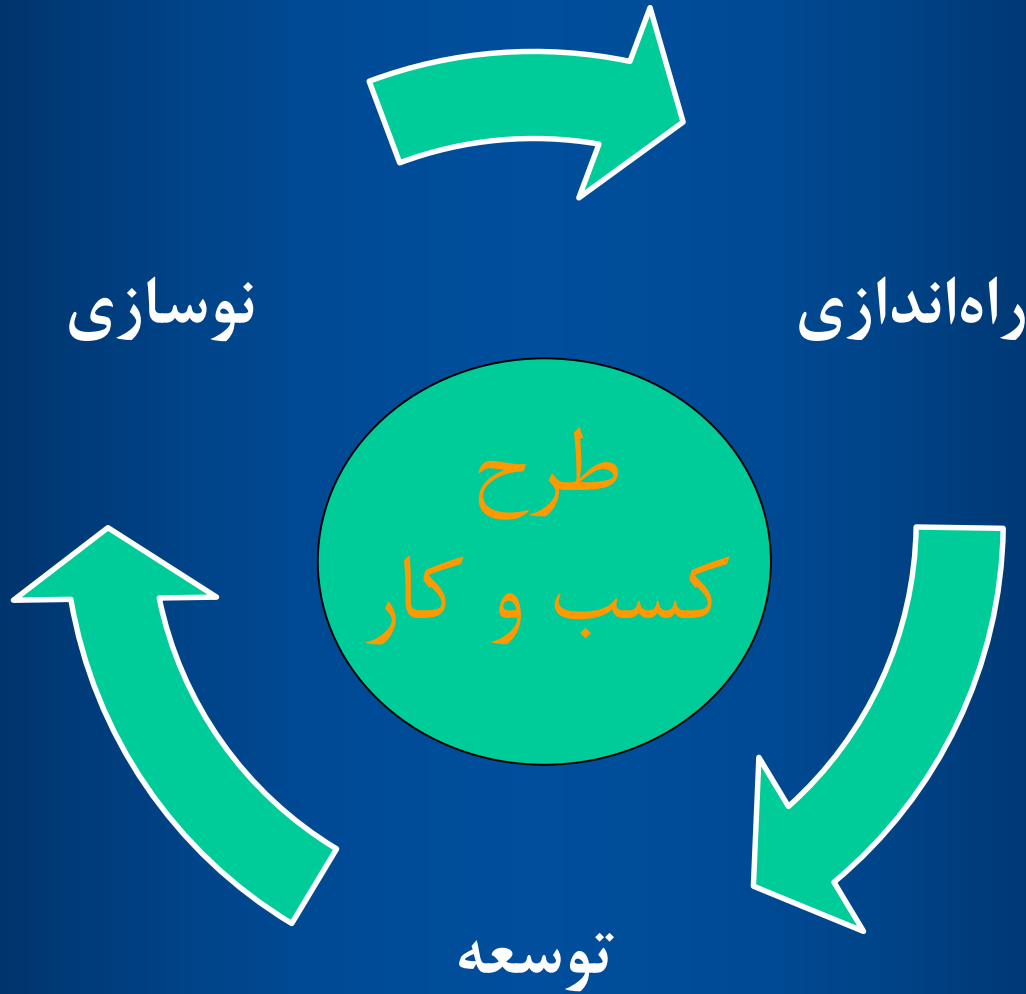 راه‌اندازی
نوسازی
طرح
کسب و کار
توسعه